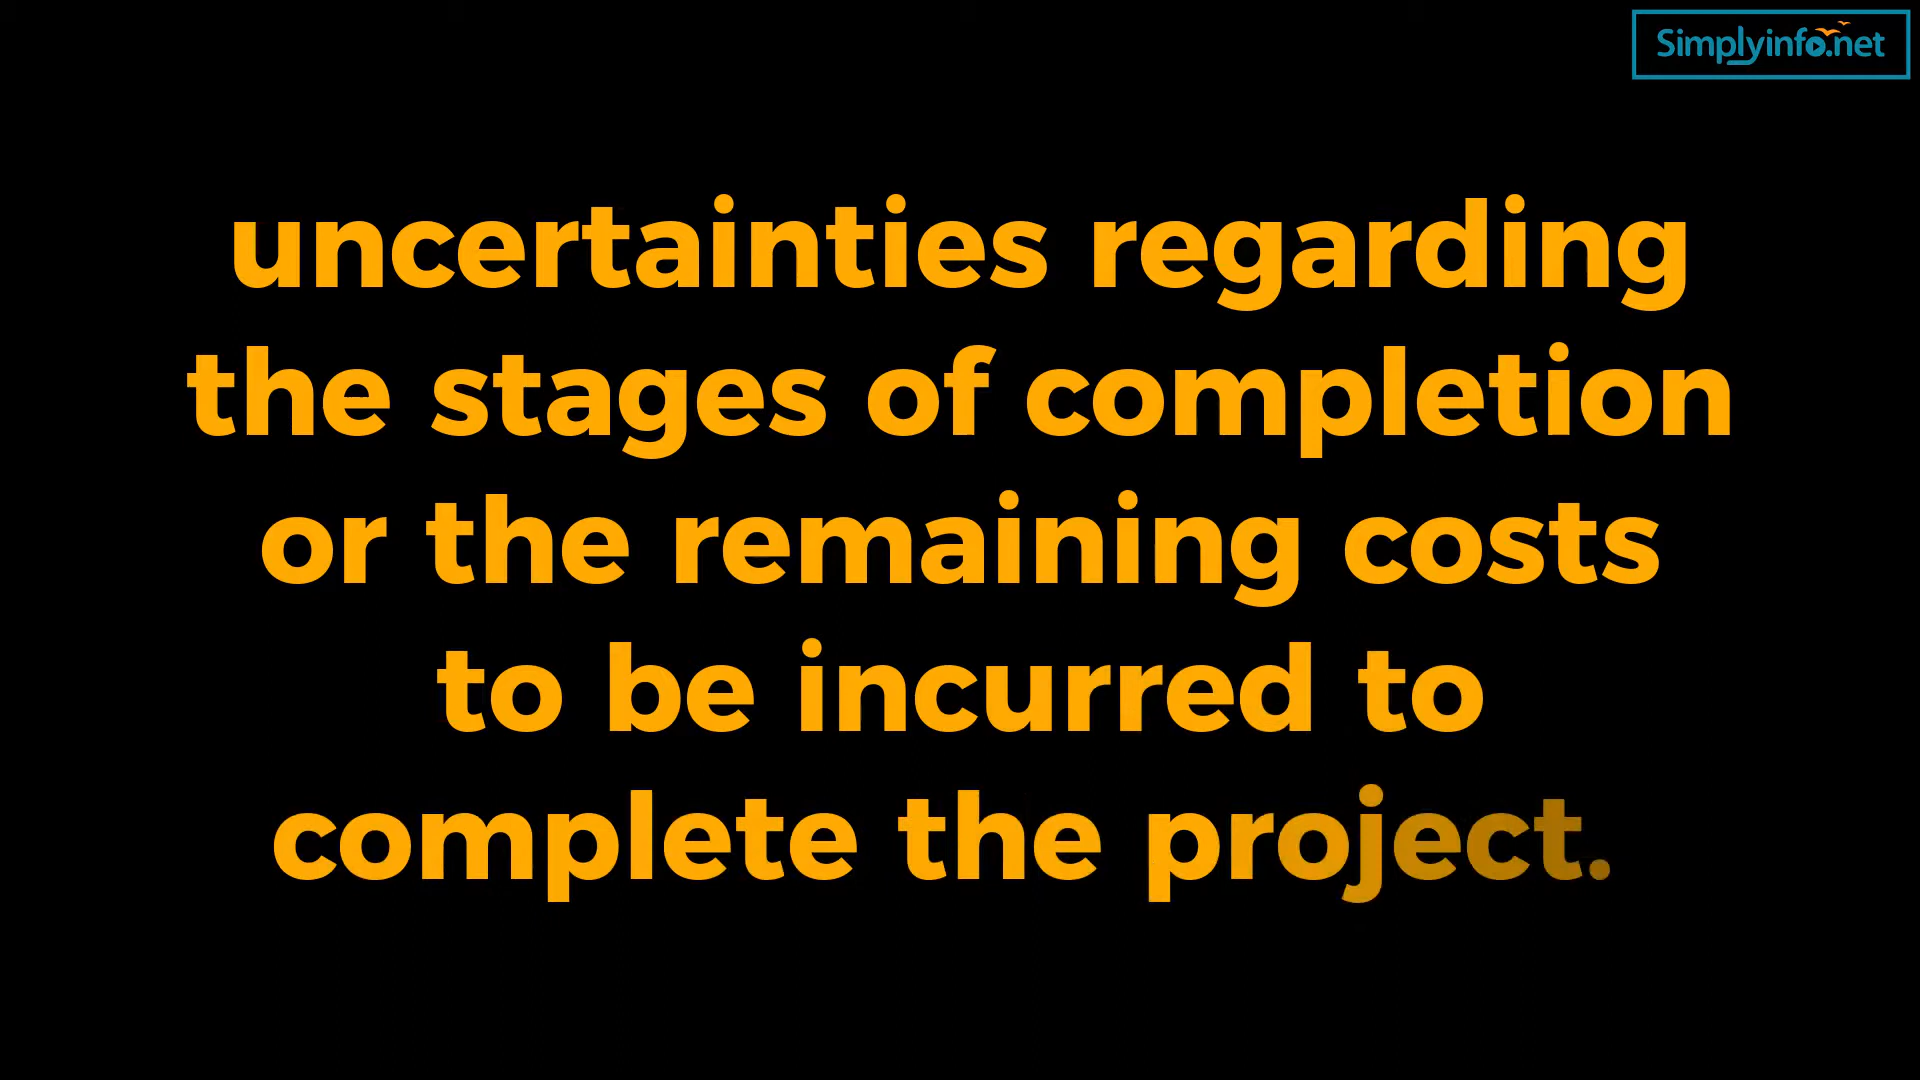 Simplyinfo.net
uncertainties regarding
the stages of completion
or the remaining costs
to be incurred to
complete the project.